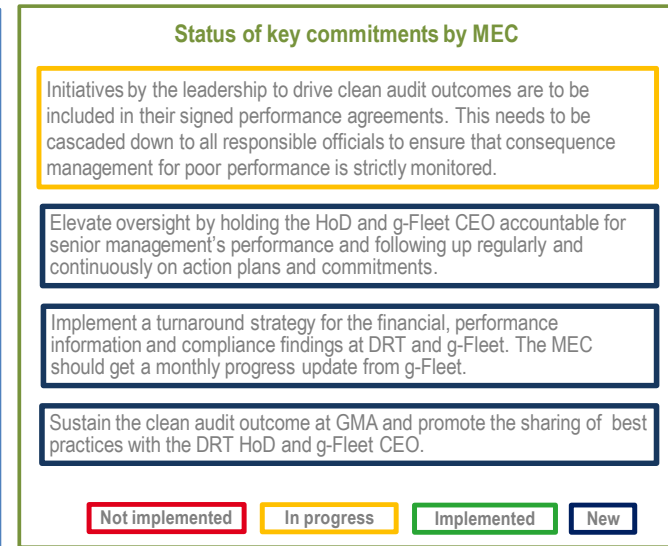 Status of key commitments by MEC
Initiatives by the leadership to drive clean audit outcomes are to be
included in their signed performance agreements. This needs to be
cascaded down to all responsible officials to ensure that consequence
management for poor performance is strictly monitored.
Elevate oversight by holding the HoD and g-Fleet CEO accountable for
senior management's performance and following up regularly and
continuously on action plans and commitments.
Implement a turnaround strategy for the financial, performance
information and compliance findings at DRT and g-Fleet. The MEC
should get a monthly progress update from g-Fleet.
Sustain the clean audit outcome at GMA and promote the sharing of best
practices with the DRT HoD and g-Fleet CEO.
Not implemented In progress Implemented New